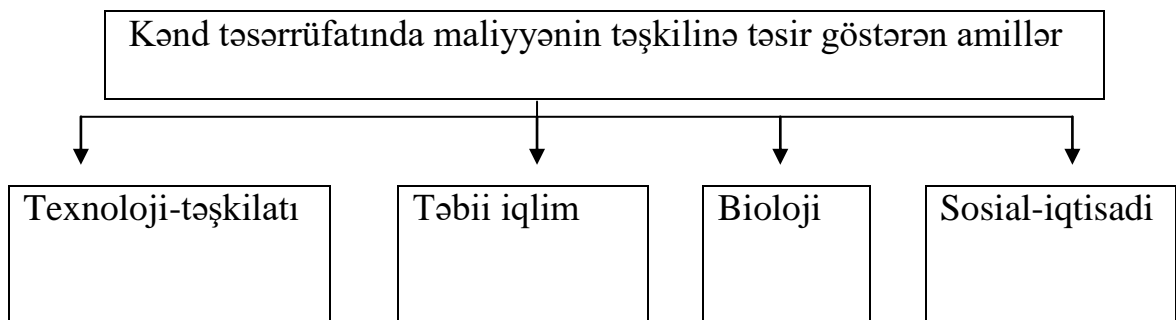 Kənd təsərrüfatında maliyyənin təşkilinə təsir göstərən amillər
Texnoloji-təşkilatı
Təbii iqlim
Bioloji
Sosial-iqtisadi